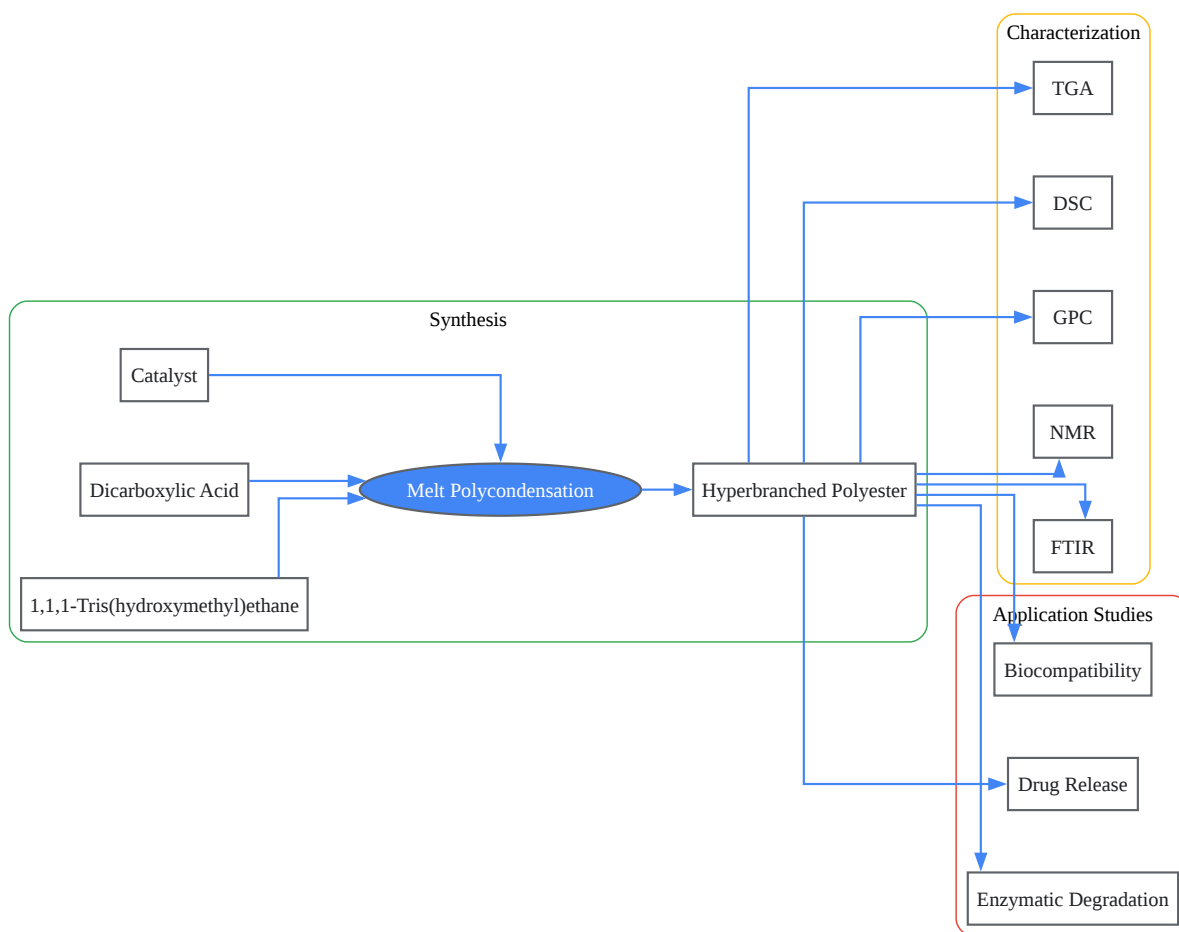 Characterization
TGA
DSC
GPC
NMR
FTIR
Synthesis
Catalyst
Dicarboxylic Acid
1,1,1-Tris(hydroxymethyl)ethane
Melt Polycondensation
Hyperbranched Polyester
Application Studies
Biocompatibility
Drug Release
Enzymatic Degradation